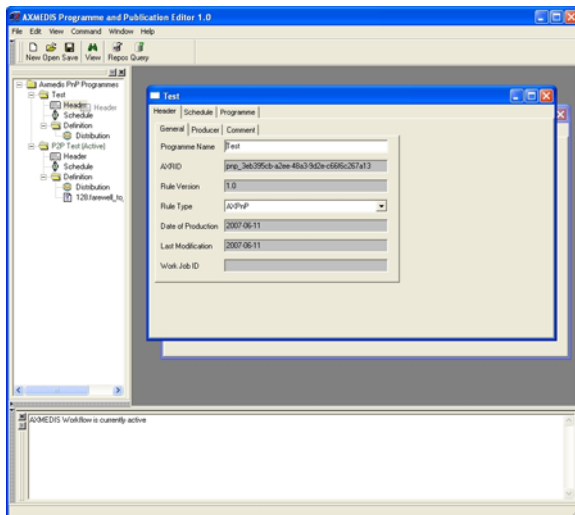 AXMEDIS Programme and Publication Editor 1.0
File Edit View Command Window Help
New Open Save View Repos Query
Axmedis PnP Programmes
Test
Header Header
Schedule
Definition
Distribution
P2P Test (Active)
Header
Schedule
Definition
Distribution
128:farewell_to_
Test
Header Schedule Programme
General Producer Comment
Programme Name Test
AXRID pnp_3eb395cb-a2ee-48a3-9d2e-c66f6c267a13
Rule Version 1.0
Rule Type AXPnP
Date of Production 2007-06-11
Last Modification 2007-06-11
Work Job ID
AXMEDIS Workflow is currently active